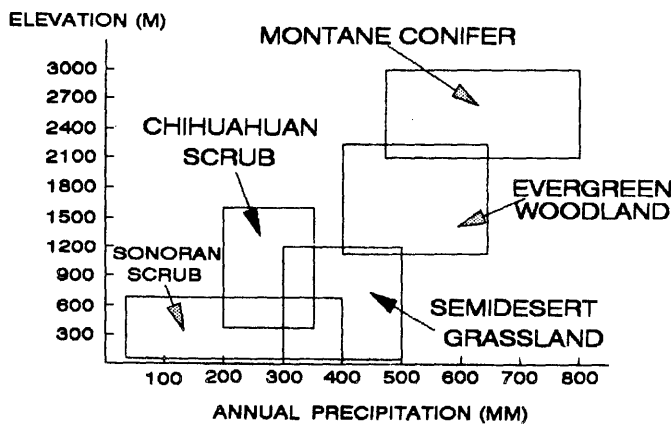 ELEVATION (M)
MONTANE CONIFER
3000
2700
2400
2100
1800
1500
1200
900
600
300
CHIHUAHUAN
SCRUB
EVERGREEN
WOODLAND
SONORAN
SCRUB
SEMIDESERT
GRASSLAND
100 200 300 400 500 600 700 800
ANNUAL PRECIPITATION (MM)